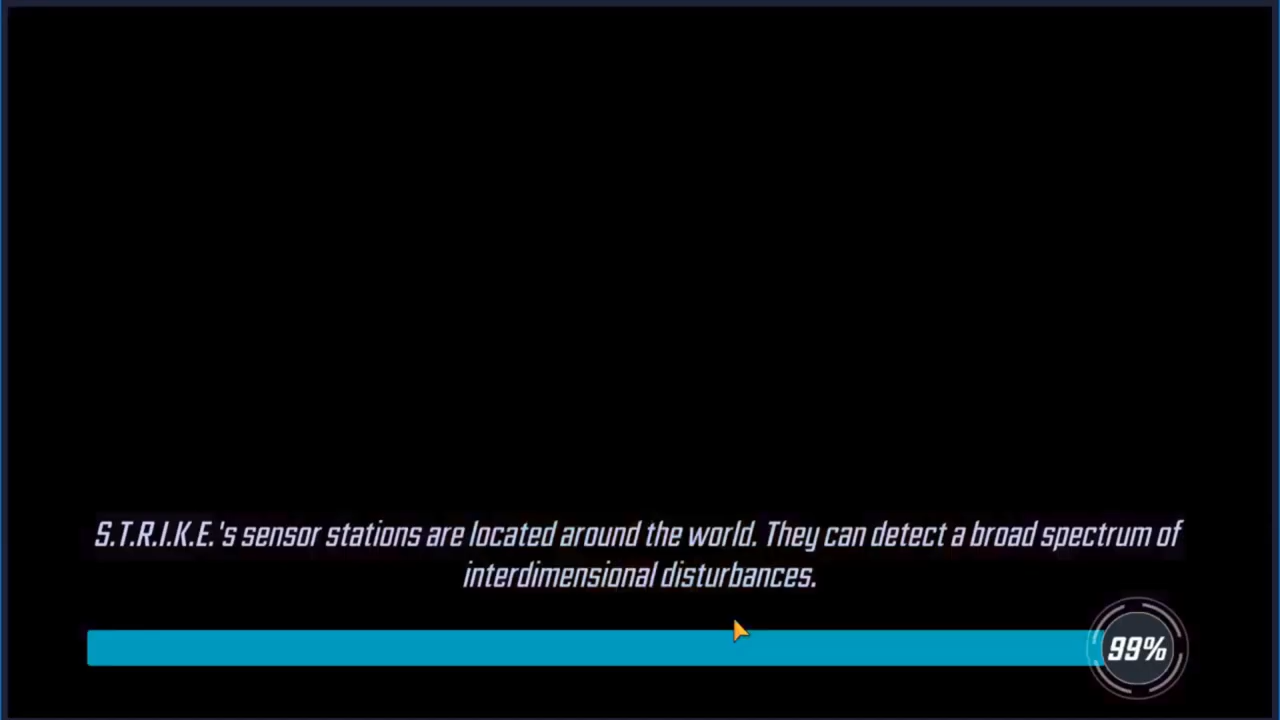 S.T.R.I.K.E.'s sensor stations are located around the world. They can detect a broad spectrum of
interdimensional disturbances.
99%